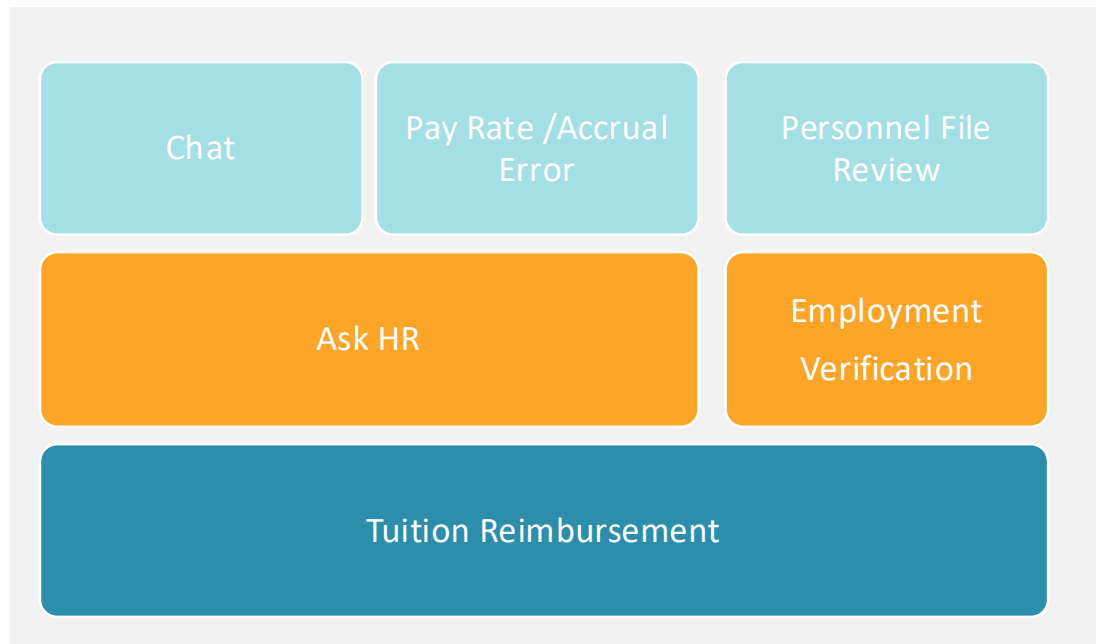 Chat
Pay Rate /Accrual
Error
Personnel File
Review
Ask HR
Employment
Verification
Tuition Reimbursement